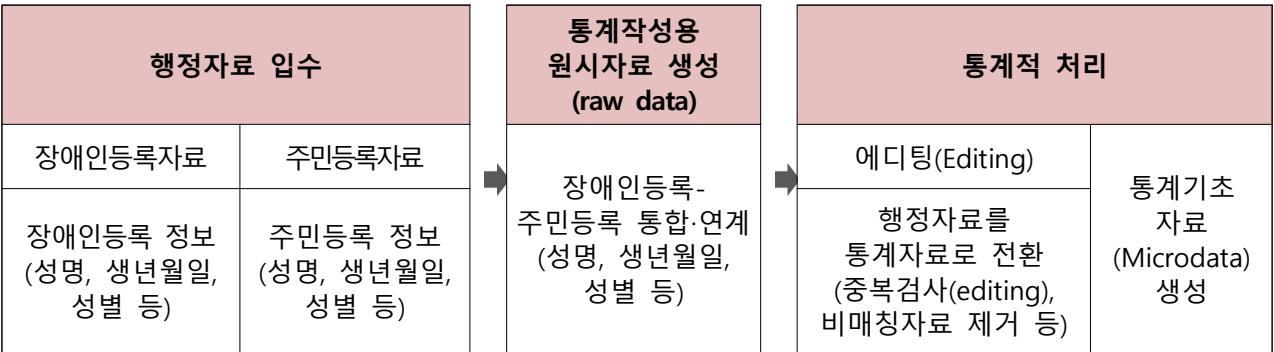 행정자료 입수
장애인등록자료
주민등록자료
장애인등록 정보
(성명, 생년월일,
성별 등)
주민등록 정보
(성명, 생년월일,
성별 등)
통계작성용
원시자료 생성
(raw data)
장애인등록-
주민등록 통합·연계
(성명, 생년월일,
성별 등)
통계적 처리
에디팅(Editing)
행정자료를
통계자료로 전환
(중복검사(editing),
비매칭자료 제거 등)
통계기초
자료
(Microdata)
생성